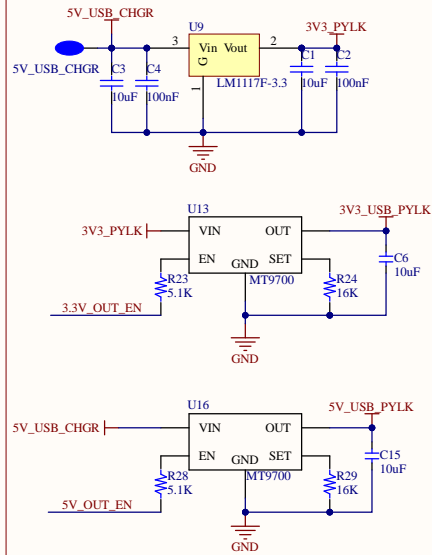 5V_USB_CHGR
U9
3V3_PYLK
3
Vin Vout
2
G
5V_USB_CHGR
C3
C4
C1
C2
10uF
100nF
1
LM1117F-3.3
10uF
100nF
GND
U13
3V3_USB_PYLK
3V3_PYLK
VIN
OUT
EN
SET
C6
GND
10uF
R23
MT9700
R24
5.1K
16K
3.3V_OUT_EN
GND
U16
5V_USB_PYLK
5V_USB_CHGR
VIN
OUT
EN
SET
C15
GND
10uF
R28
MT9700
R29
5.1K
16K
5V_OUT_EN
GND